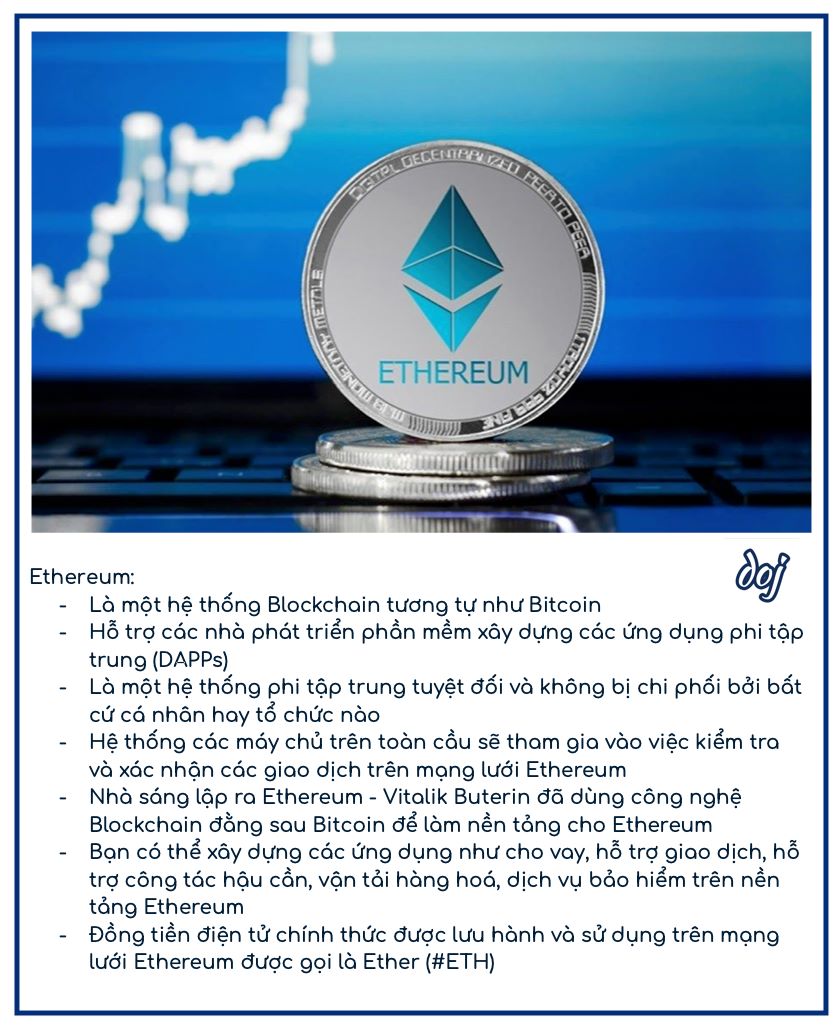 DIGITAL DECENTRALIZED PEER TO PEER
ETHEREUM
doj
Ethereum:
- Là một hệ thống Blockchain tương tự như Bitcoin
- Hỗ trợ các nhà phát triển phần mềm xây dựng các ứng dụng phi tập
trung (DAPPs)
- Là một hệ thống phi tập trung tuyệt đối và không bị chi phối bởi bất
cứ cá nhân hay tổ chức nào
- Hệ thống các máy chủ trên toàn cầu sẽ tham gia vào việc kiểm tra
và xác nhận các giao dịch trên mạng lưới Ethereum
- Nhà sáng lập ra Ethereum - Vitalik Buterin đã dùng công nghệ
Blockchain đằng sau Bitcoin để làm nền tảng cho Ethereum
- Bạn có thể xây dựng các ứng dụng như cho vay, hỗ trợ giao dịch, hỗ
trợ công tác hậu cần, vận tải hàng hoá, dịch vụ bảo hiểm trên nền
tảng Ethereum
- Đồng tiền điện tử chính thức được lưu hành và sử dụng trên mạng
lưới Ethereum được gọi là Ether (#ETH)